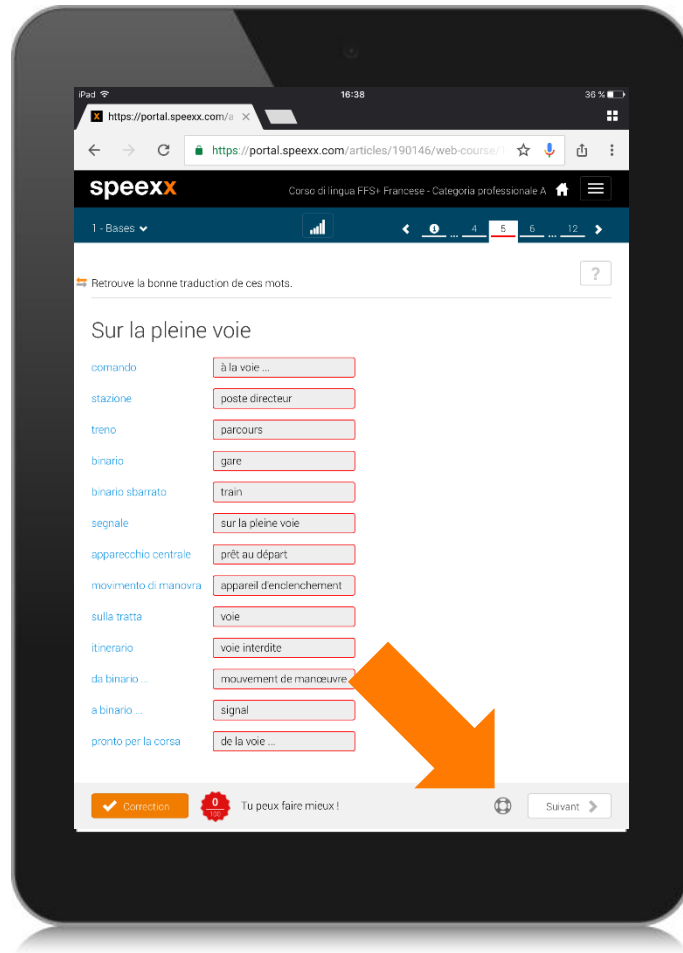 iPad 16:38 36 %
https://portal.speexx.com/a
https://portal.speexx.com/articles/190146/web-course/1
speexx Corso di lingua FFS+ Francese - Categoria professionale A
1 - Bases ... 4 5 6 ... 12
Retrouve la bonne traduction de ces mots. ?
Sur la pleine voie
comando à la voie ...
stazione poste directeur
treno parcours
binario gare
binario sbarrato train
segnale sur la pleine voie
apparecchio centrale prêt au départ
movimento di manovra appareil d'enclenchement
sulla tratta voie
itinerario voie interdite
da binario ... mouvement de manœuvre
a binario ... signal
pronto per la corsa de la voie ...
Correction 0 100 Tu peux faire mieux ! Suivant